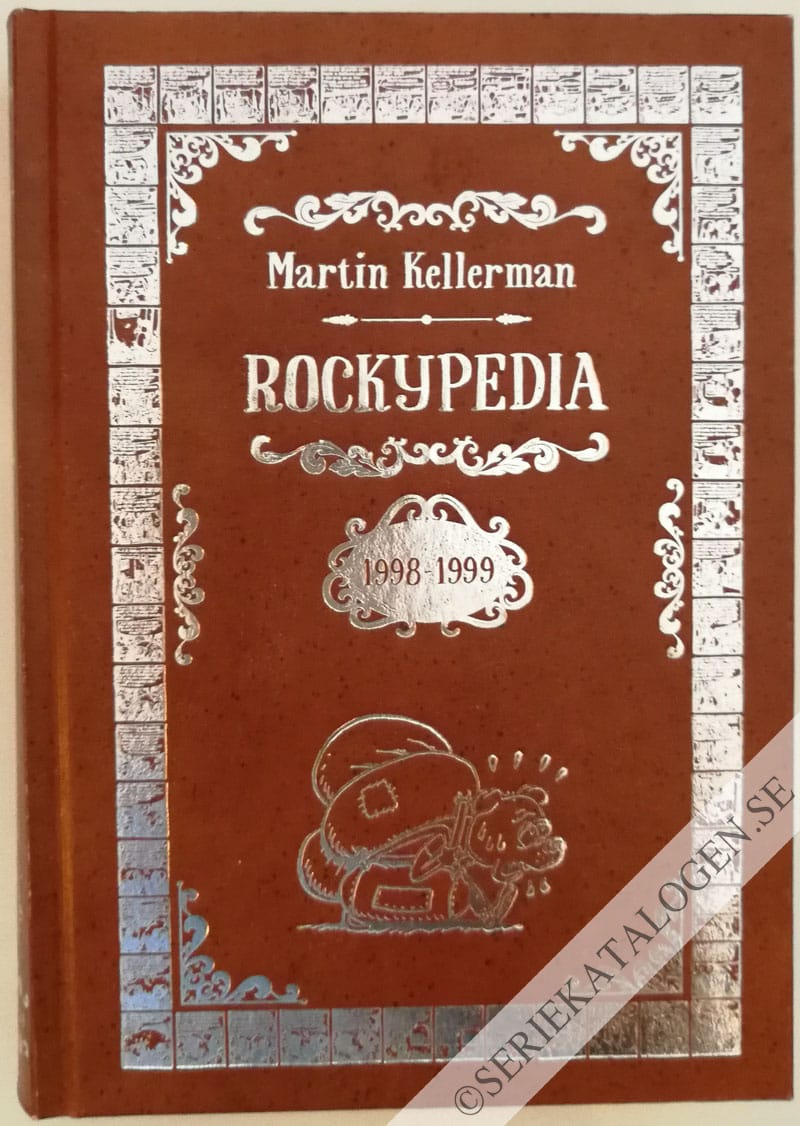 Martin Kellerman
ROCKYPEDIA
1998-1999
©SERIEKATALOGEN.SE